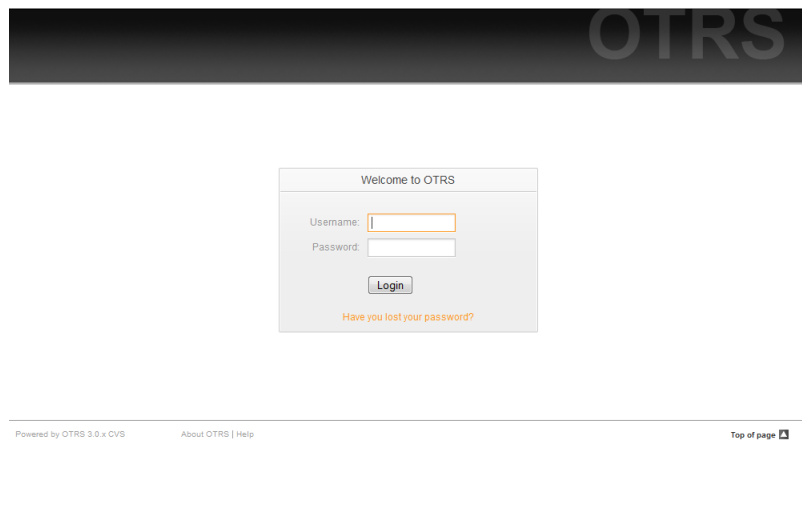 OTRS
Welcome to OTRS
Username:
Password:
Login
Have you lost your password?
Powered by OTRS 3.0.x CVS
About OTRS | Help
Top of page